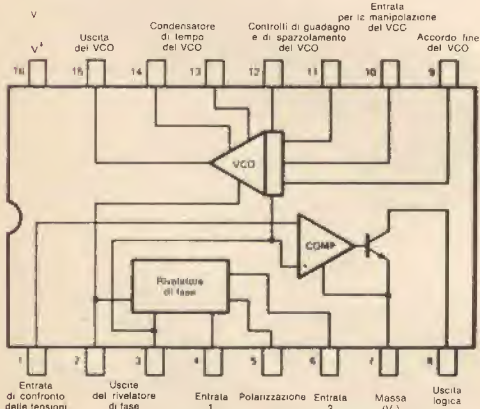 V
V+
Uscita
del VCO
Condensatore
di tempo
del VCO
Controlli di guadagno
e di spazzolamento
del VCO
Entrata
per la manipolazione
del VCC
Accordo fine
del VCO
16
15
14
13
12
11
10
9
VCO
COMP
Rivelatore
di fase
1
2
3
4
5
6
7
8
Entrata
di confronto
delle tensioni
Uscite
del rivelatore
di fase
Entrata
1
Polarizzazione
Entrata
2
Massa
Uscita
logica